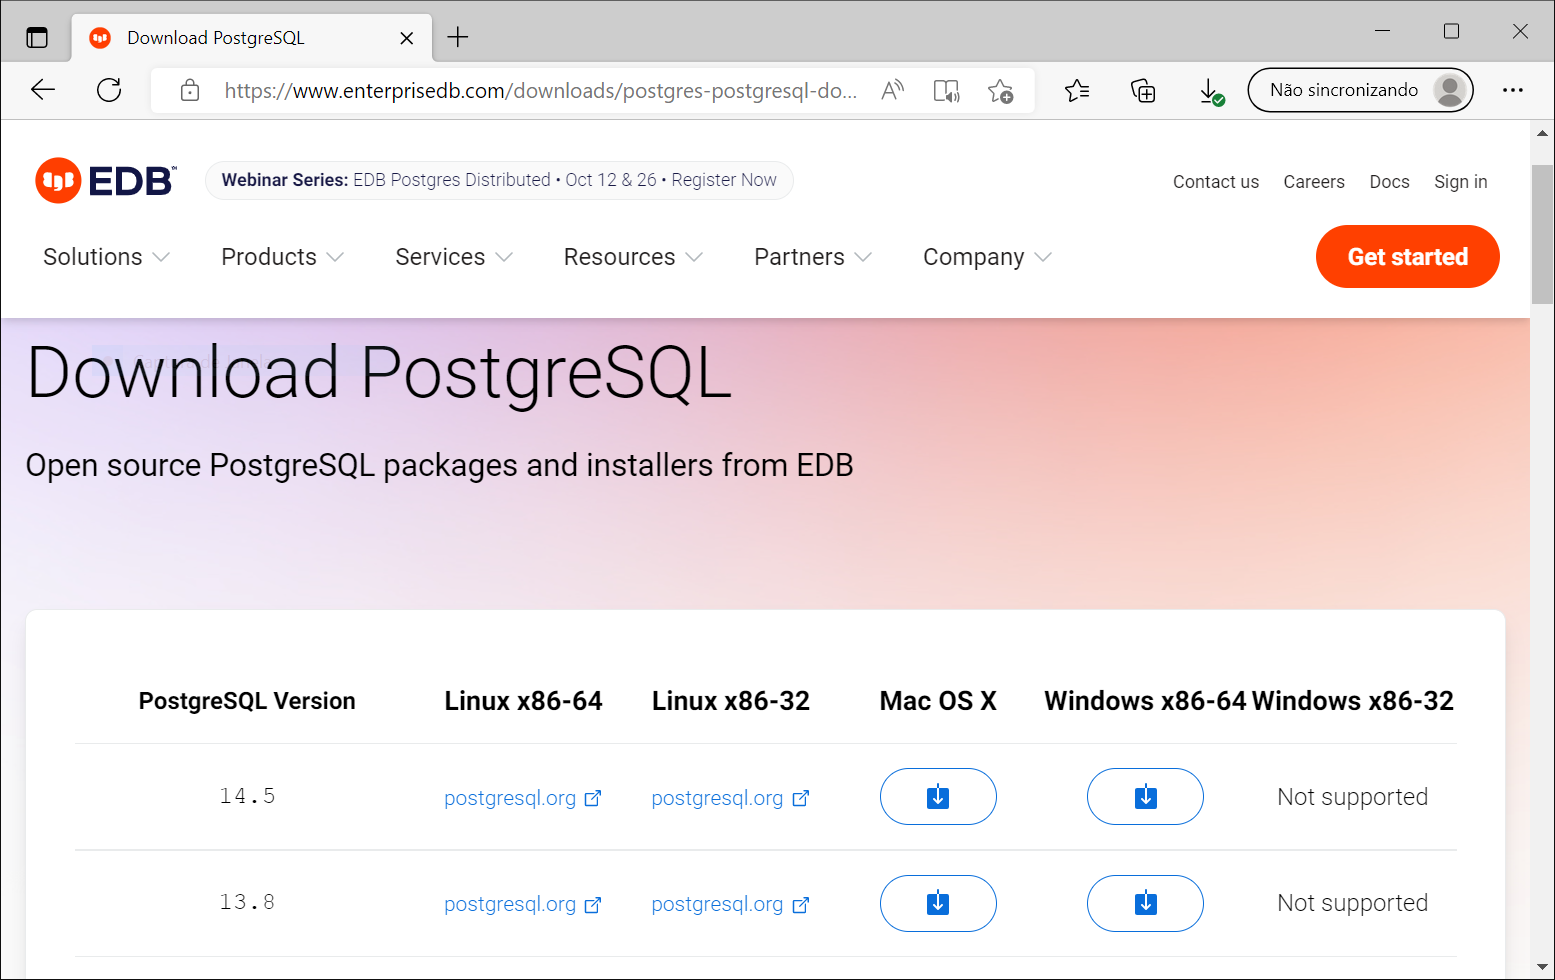 Download PostgreSQL
https://www.enterprisedb.com/downloads/postgres-postgresql-do...
Não sincronizando
EDB™
Webinar Series: EDB Postgres Distributed • Oct 12 & 26 • Register Now
Contact us Careers Docs Sign in
Solutions Products Services Resources Partners Company
Get started
Download PostgreSQL
Open source PostgreSQL packages and installers from EDB
PostgreSQL Version Linux x86-64 Linux x86-32 Mac OS X Windows x86-64 Windows x86-32
14.5 postgresql.org postgresql.org Not supported
13.8 postgresql.org postgresql.org Not supported